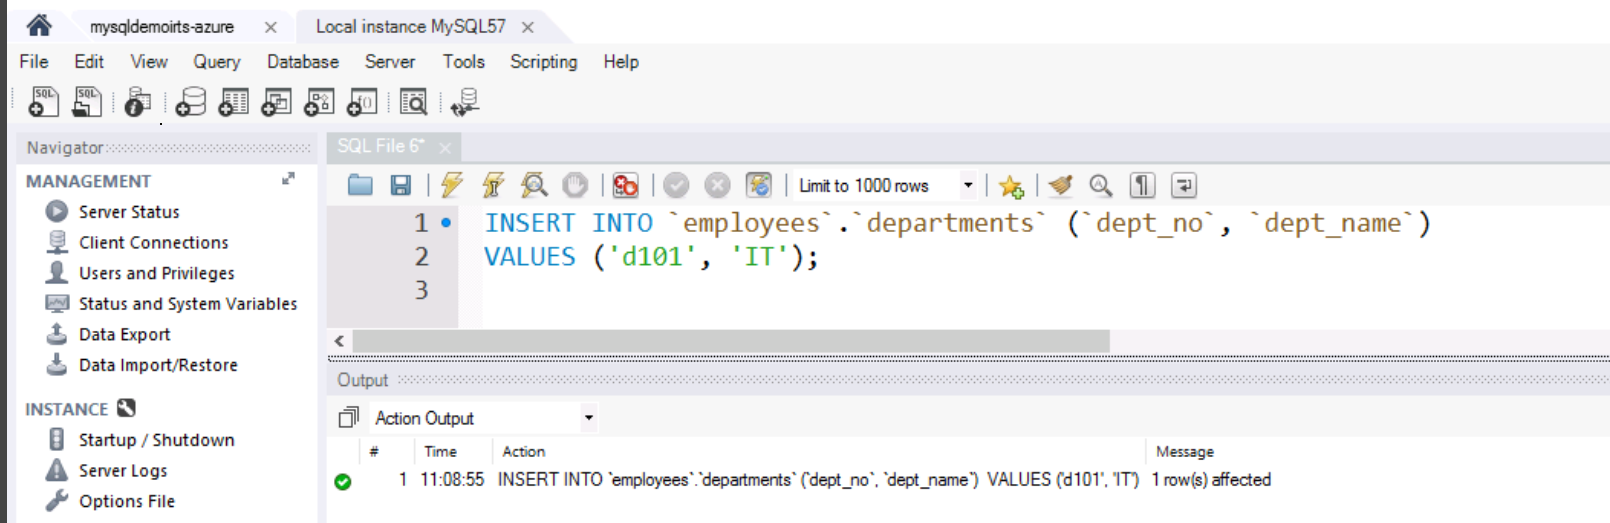 mysqldemoirts-azure × Local instance MySQL57 ×
File Edit View Query Database Server Tools Scripting Help
SQL SQL
Navigator SQL File 6* ×
MANAGEMENT
Limit to 1000 rows
Server Status
Client Connections
Users and Privileges
Status and System Variables
Data Export
Data Import/Restore
INSTANCE
Startup / Shutdown
Server Logs
Options File
1 INSERT INTO `employees`.`departments` (`dept_no`, `dept_name`)
2 VALUES ('d101', 'IT');
3
Output
Action Output
# Time Action Message
1 11:08:55 INSERT INTO `employees`.`departments` (`dept_no`, `dept_name`) VALUES ('d101', 'IT') 1 row(s) affected